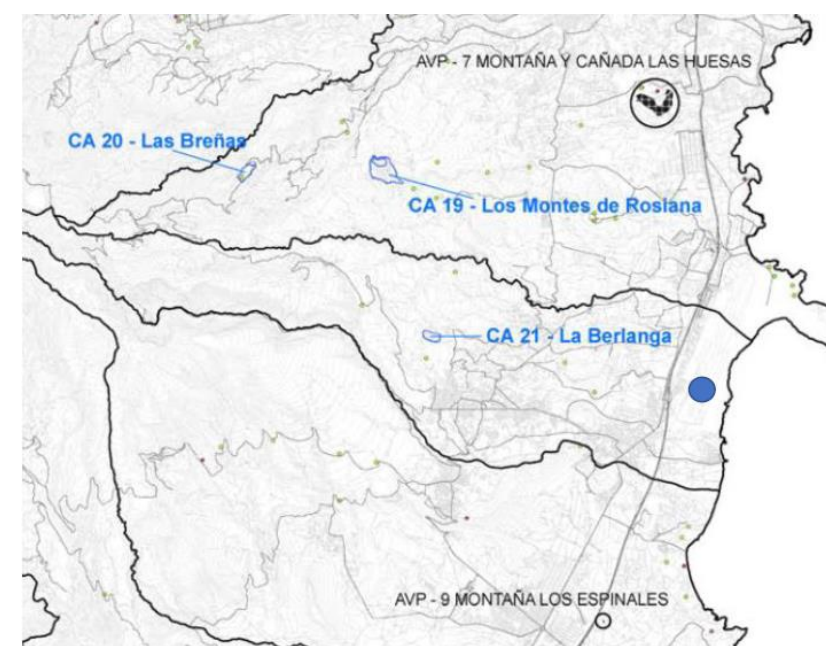 AVP - 7 MONTAÑA Y CAÑADA LAS HUESAS
CA 20 - Las Breñas
CA 19 - Los Montes de Rosiana
CA 21 - La Berlanga
AVP - 9 MONTAÑA LOS ESPINALES